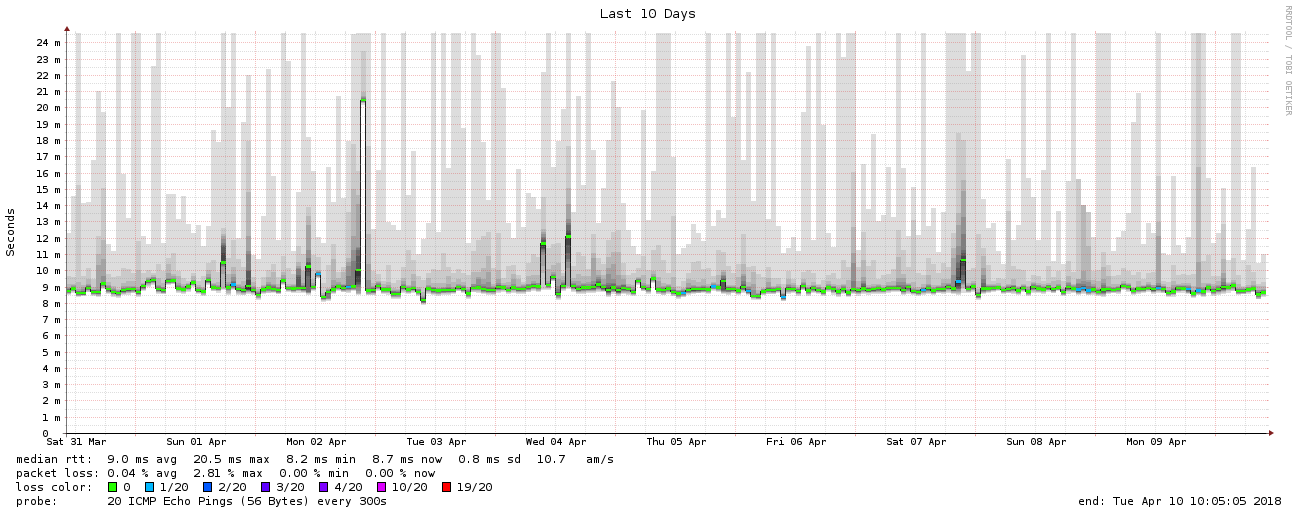 Last 10 Days
RRDTOOL / TOBI OETIKER
24 m
23 m
22 m
21 m
20 m
19 m
18 m
17 m
16 m
15 m
14 m
13 m
12 m
11 m
10 m
9 m
8 m
7 m
6 m
5 m
4 m
3 m
2 m
1 m
0
Seconds
Sat 31 Mar Sun 01 Apr Mon 02 Apr Tue 03 Apr Wed 04 Apr Thu 05 Apr Fri 06 Apr Sat 07 Apr Sun 08 Apr Mon 09 Apr
median rtt: 9.0 ms avg 20.5 ms max 8.2 ms min 8.7 ms now 0.8 ms sd 10.7 am/s
packet loss: 0.04 % avg 2.81 % max 0.00 % min 0.00 % now
loss color: 0 1/20 2/20 3/20 4/20 10/20 19/20
probe: 20 ICMP Echo Pings (56 Bytes) every 300s end: Tue Apr 10 10:05:05 2018